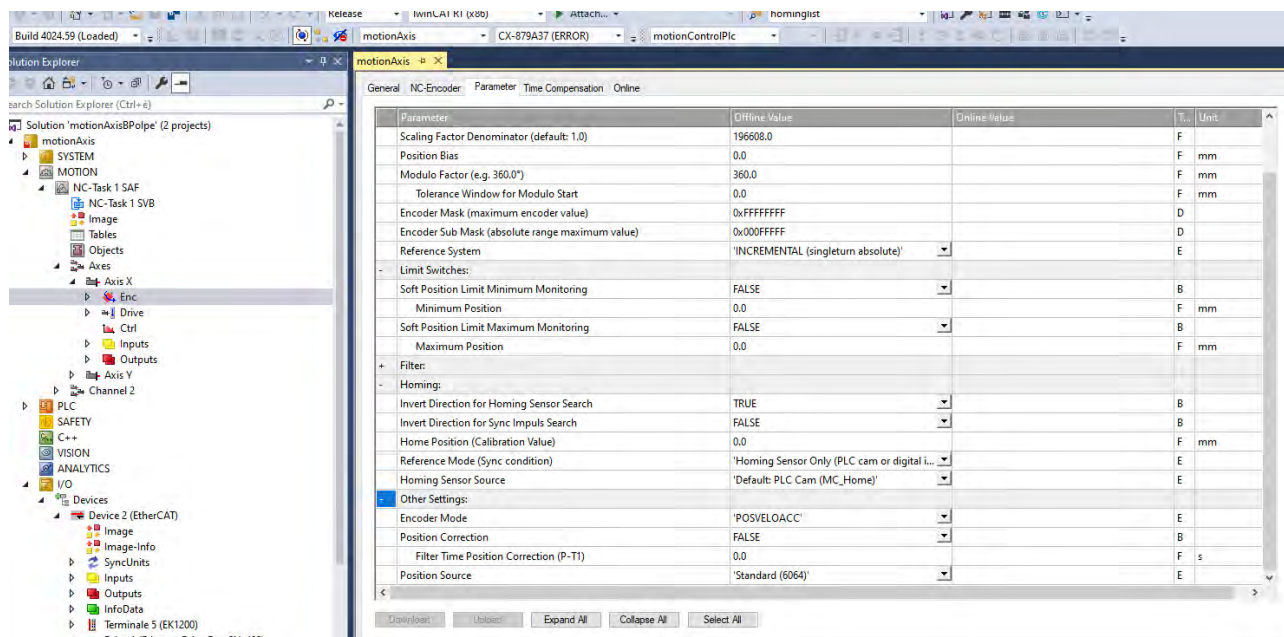 Release
TwinCAT RT (x86)
Attach...
hominglist
Build 4024.59 (Loaded)
motionAxis
CX-879A37 (ERROR)
motionControlPlc
olution Explorer
motionAxis
earch Solution Explorer (Ctrl+è)
General NC-Encoder Parameter Time Compensation Online
Solution 'motionAxisBPolpe' (2 projects)
motionAxis
SYSTEM
MOTION
NC-Task 1 SAF
NC-Task 1 SVB
Image
Tables
Objects
Axes
Axis X
Enc
Drive
Ctrl
Inputs
Outputs
Axis Y
Channel 2
PLC
SAFETY
C++
VISION
ANALYTICS
I/O
Devices
Device 2 (EtherCAT)
Image
Image-Info
SyncUnits
Inputs
Outputs
InfoData
Terminale 5 (EK1200)
Parameter Offline Value Online Value T... Unit
Scaling Factor Denominator (default: 1.0) 196608.0 F
Position Bias 0.0 F mm
Modulo Factor (e.g. 360.0°) 360.0 F mm
Tolerance Window for Modulo Start 0.0 F mm
Encoder Mask (maximum encoder value) 0xFFFFFFFF D
Encoder Sub Mask (absolute range maximum value) 0x000FFFFF D
Reference System 'INCREMENTAL (singleturn absolute)' E
- Limit Switches:
Soft Position Limit Minimum Monitoring FALSE B
Minimum Position 0.0 F mm
Soft Position Limit Maximum Monitoring FALSE B
Maximum Position 0.0 F mm
+ Filter:
- Homing:
Invert Direction for Homing Sensor Search TRUE B
Invert Direction for Sync Impuls Search FALSE B
Home Position (Calibration Value) 0.0 F mm
Reference Mode (Sync condition) 'Homing Sensor Only (PLC cam or digital i... E
Homing Sensor Source 'Default: PLC Cam (MC_Home)' E
- Other Settings:
Encoder Mode 'POSVELOACC' E
Position Correction FALSE B
Filter Time Position Correction (P-T1) 0.0 F s
Position Source 'Standard (6064)' E
Download Upload Expand All Collapse All Select All